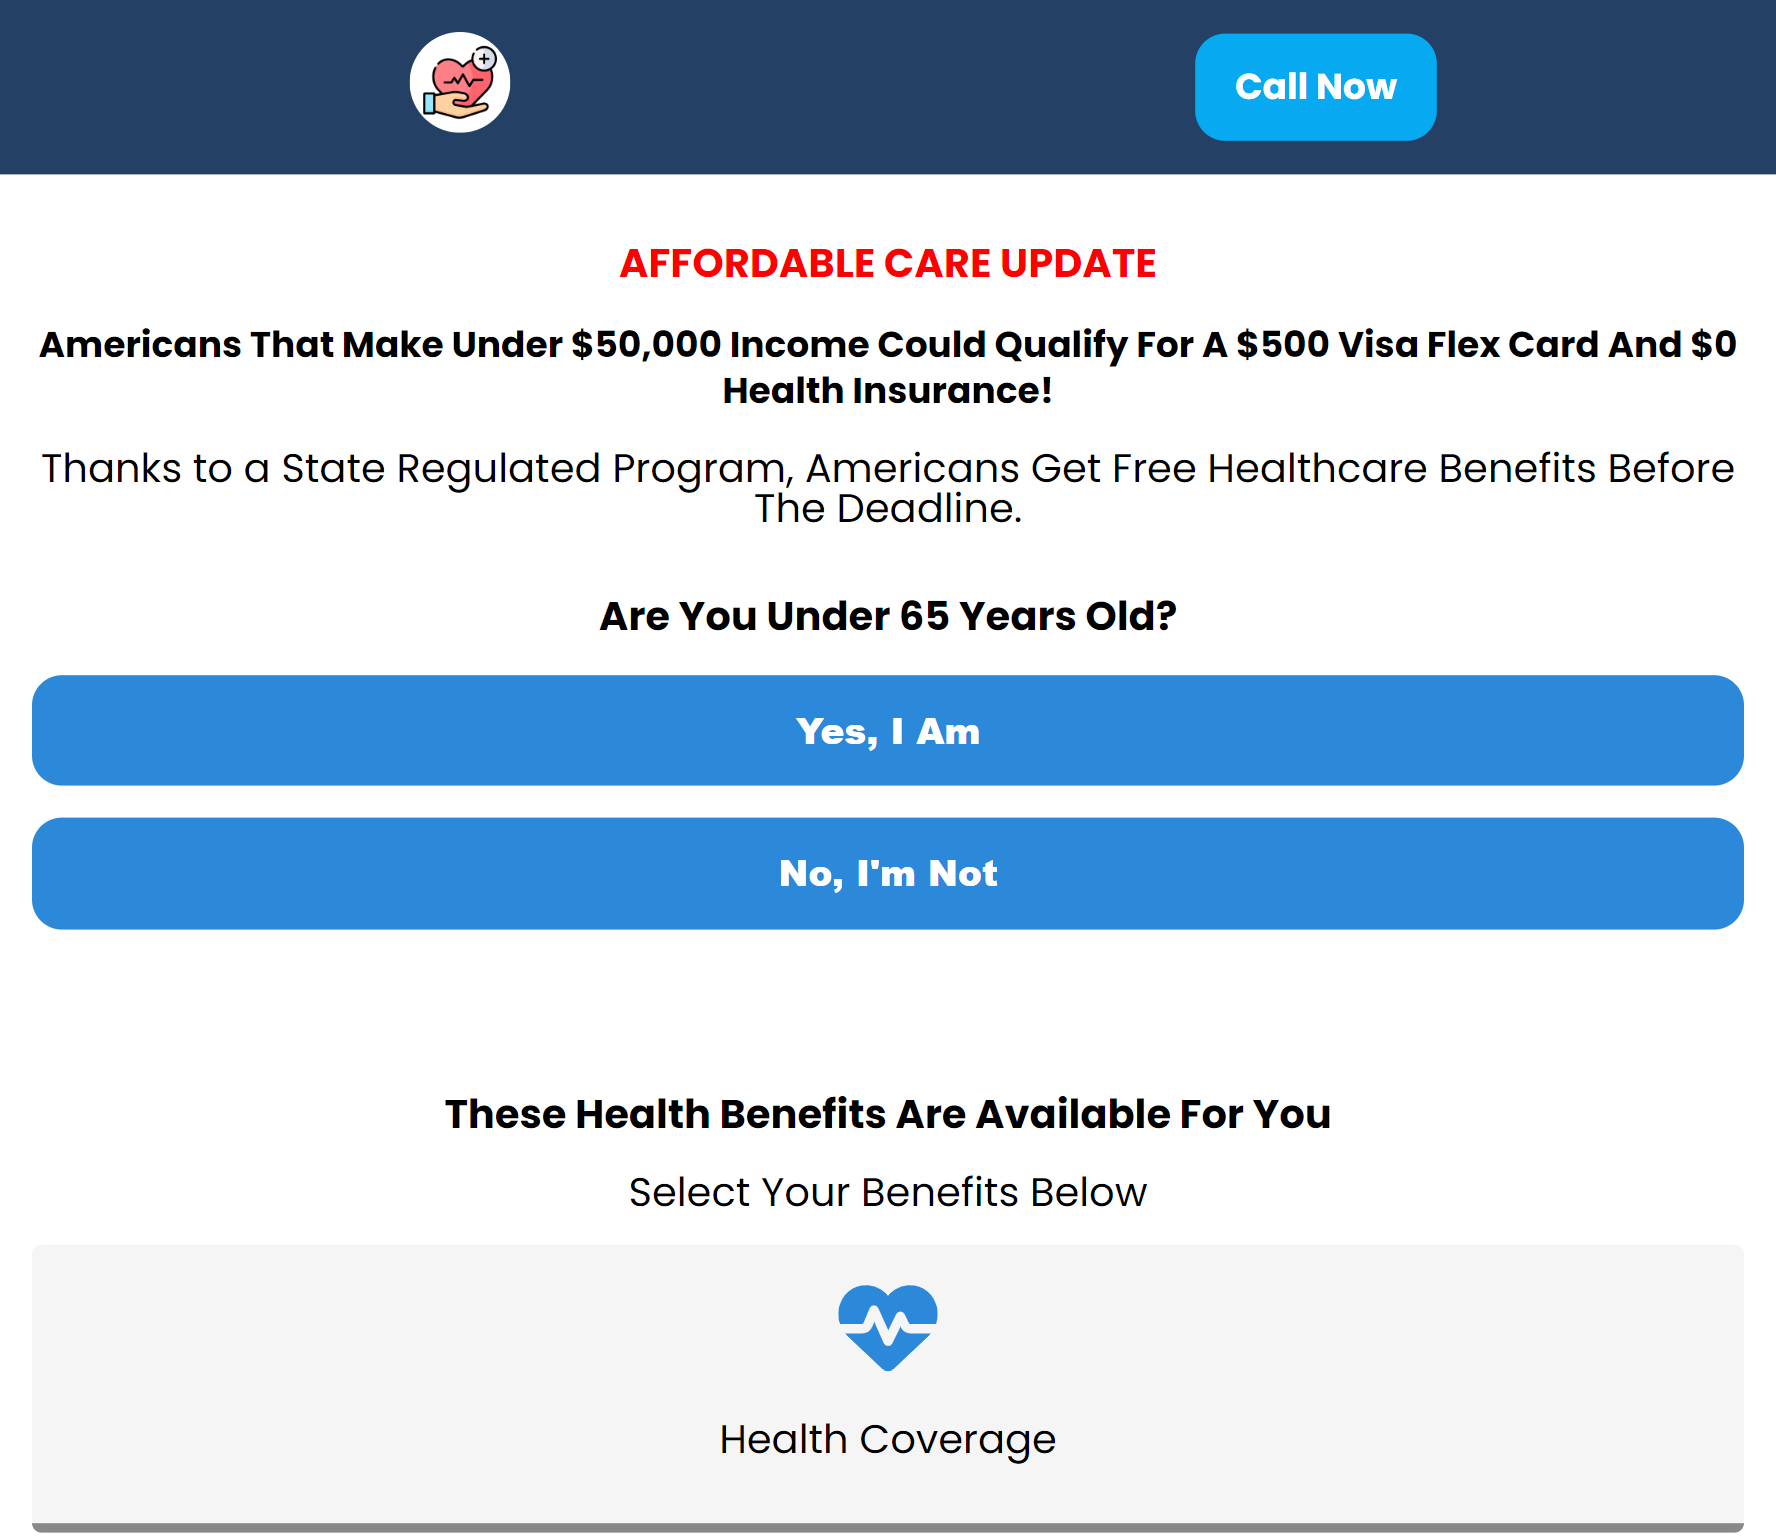 Call Now
AFFORDABLE CARE UPDATE
Americans That Make Under $50,000 Income Could Qualify For A $500 Visa Flex Card And $0
Health Insurance!
Thanks to a State Regulated Program, Americans Get Free Healthcare Benefits Before
The Deadline.
Are You Under 65 Years Old?
Yes, I Am
No, I'm Not
These Health Benefits Are Available For You
Select Your Benefits Below
Health Coverage